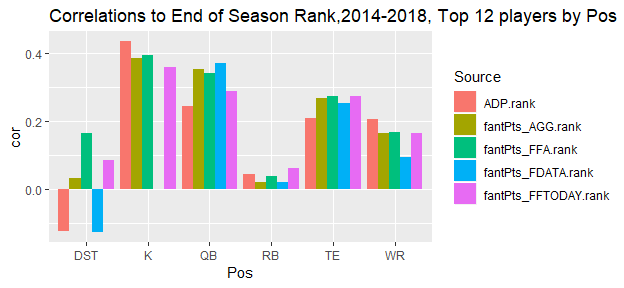 Correlations to End of Season Rank,2014-2018, Top 12 players by Pos
0.4
0.2
0.0
cor
DST K QB RB TE WR
Pos
Source
ADP.rank
fantPts_AGG.rank
fantPts_FFA.rank
fantPts_FDATA.rank
fantPts_FFTODAY.rank